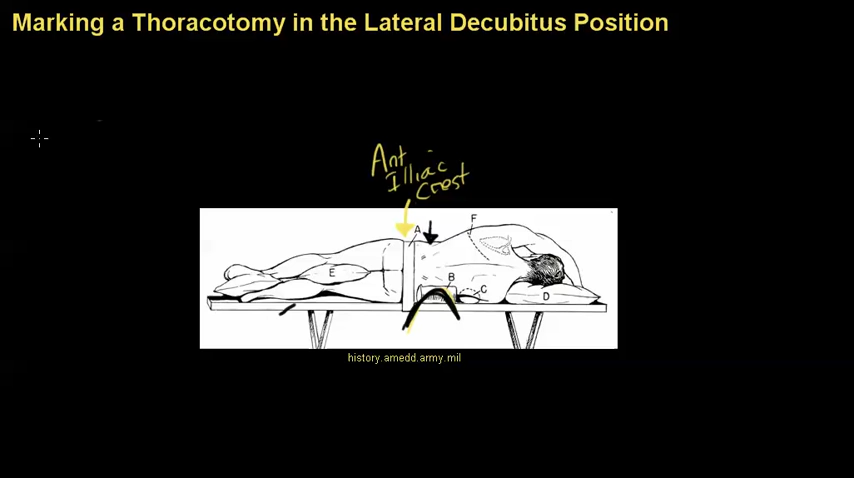 Marking a Thoracotomy in the Lateral Decubitus Position
Ant
Illiac
Crest
A
F
E
B
C
D
history.amedd.army.mil